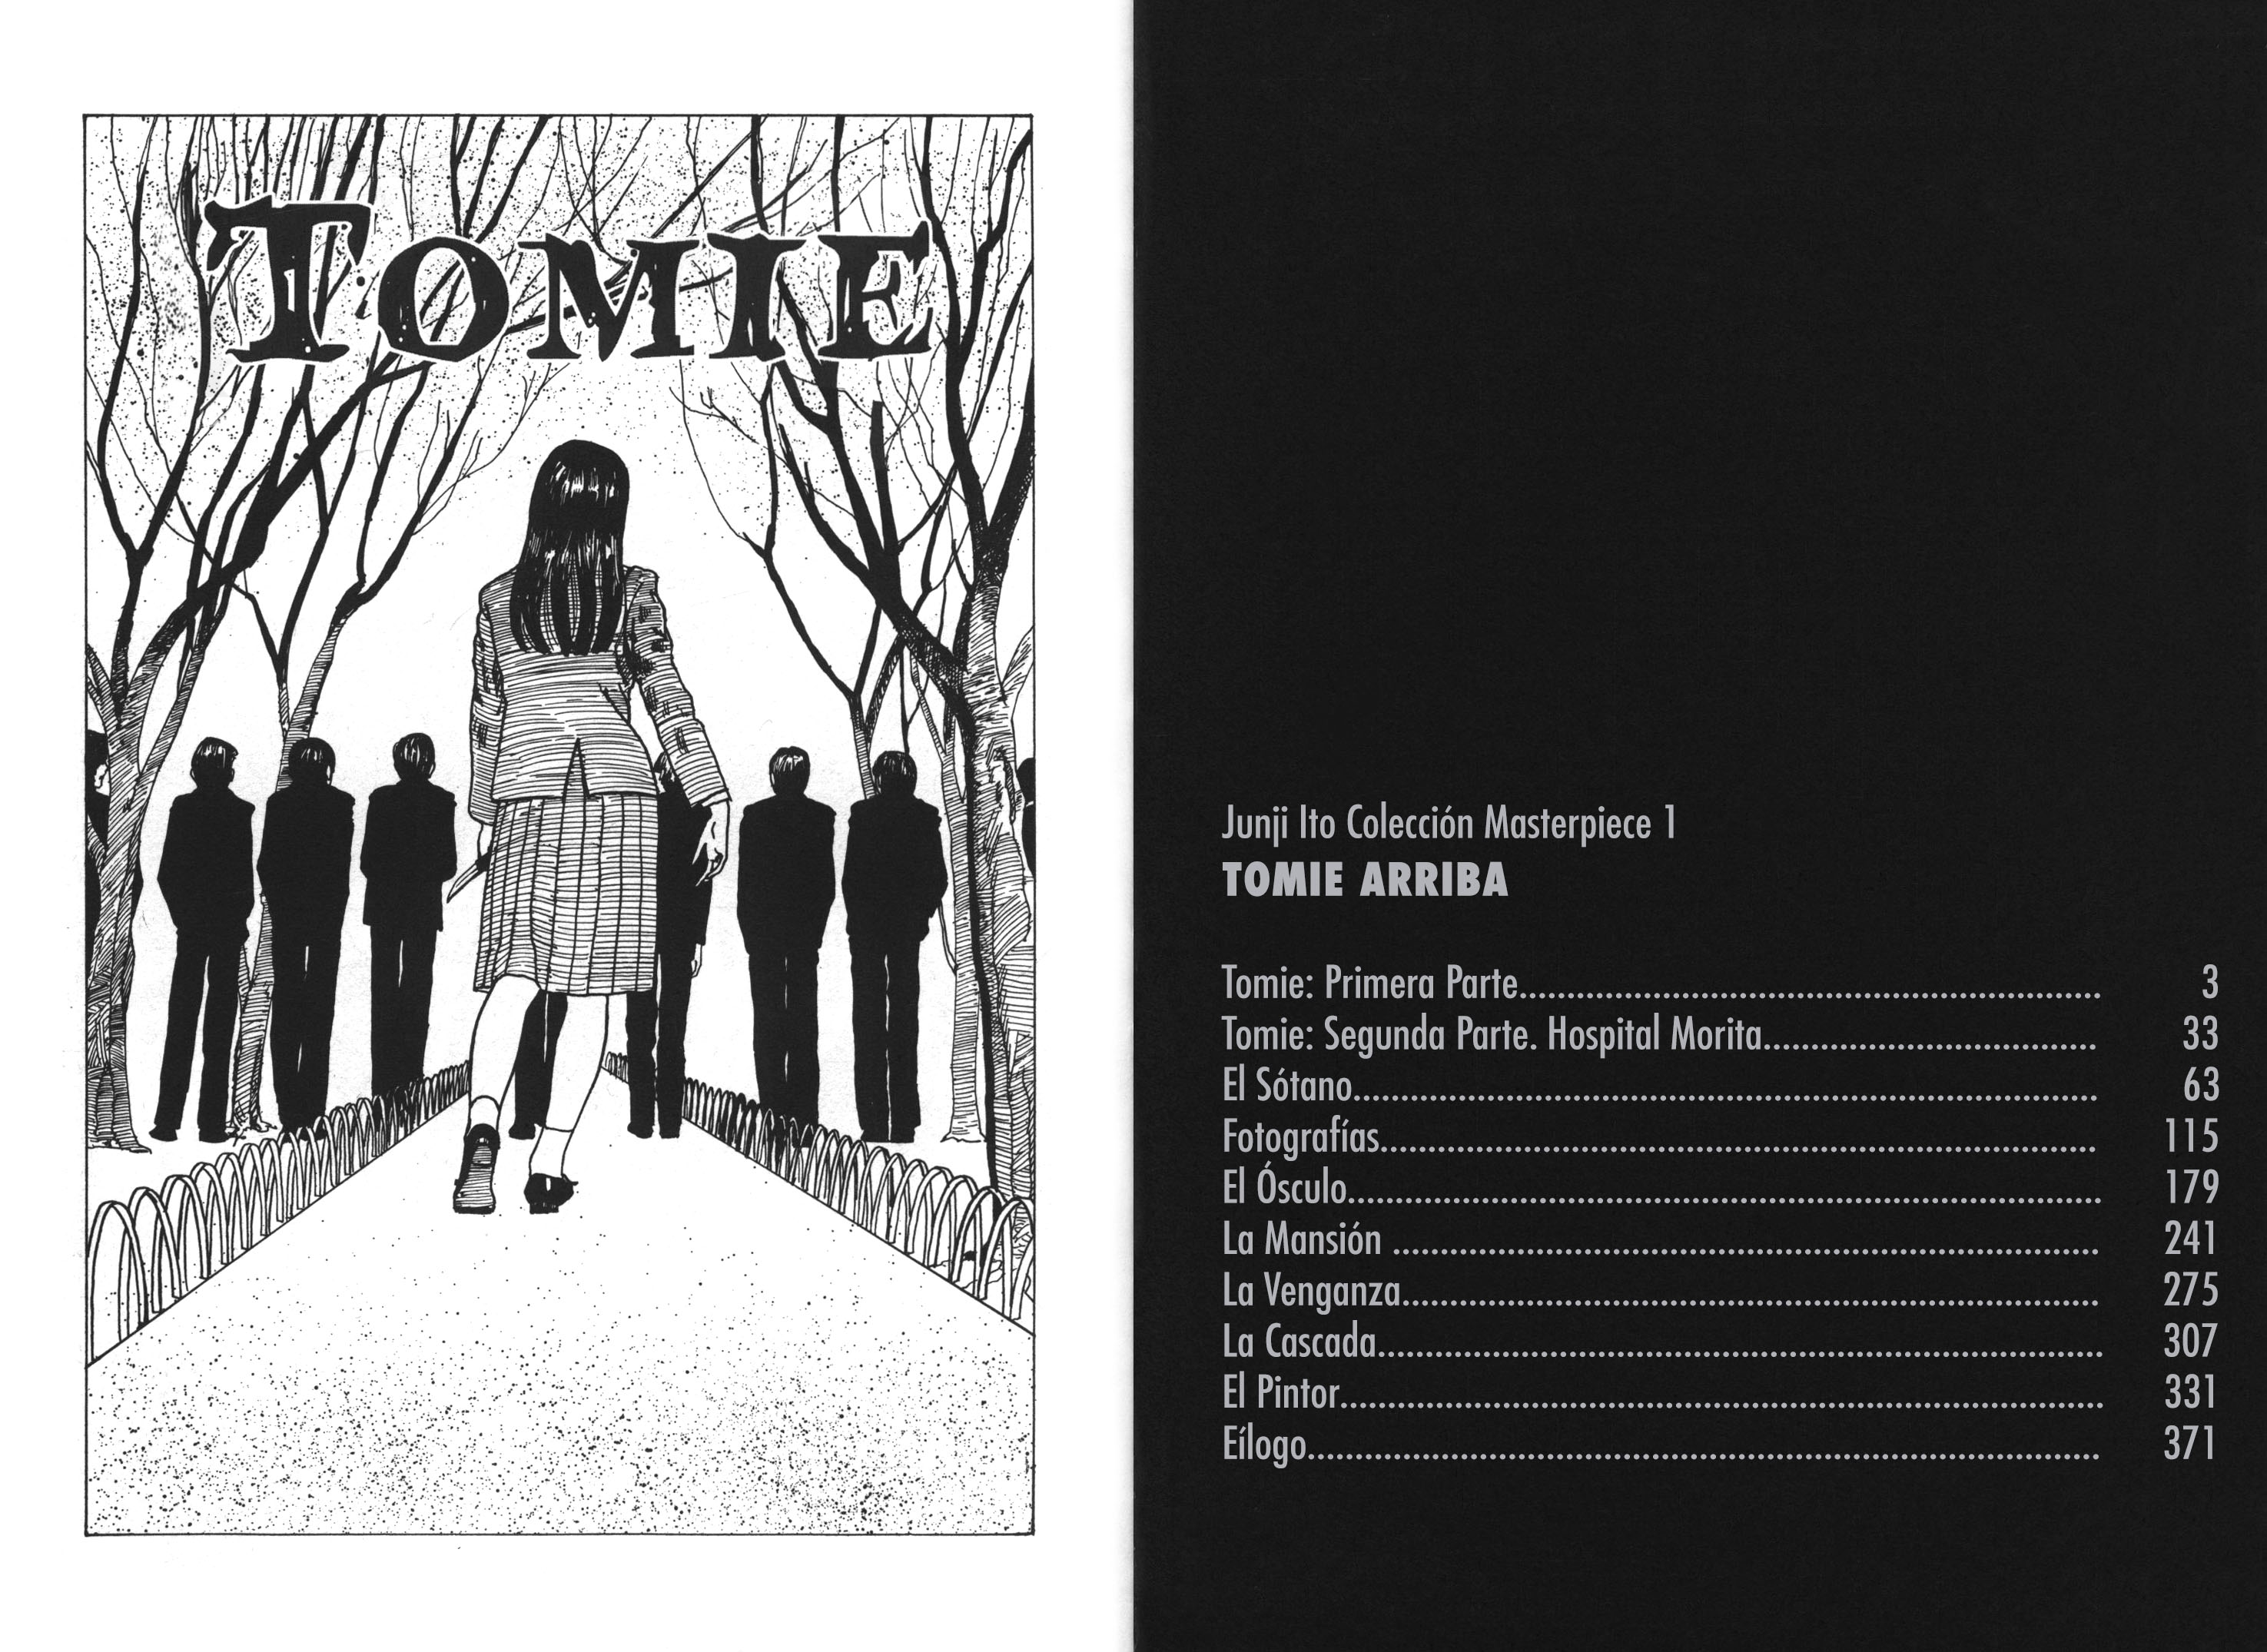 TOMIE
Junji Ito Colección Masterpiece 1
TOMIE ARRIBA
Tomie: Primera Parte............................................................. 3
Tomie: Segunda Parte. Hospital Morita................................... 33
El Sótano.............................................................................. 63
Fotografías........................................................................... 115
El Ósculo............................................................................... 179
La Mansión .......................................................................... 241
La Venganza......................................................................... 275
La Cascada............................................................................ 307
El Pintor................................................................................ 331
Eílogo................................................................................... 371